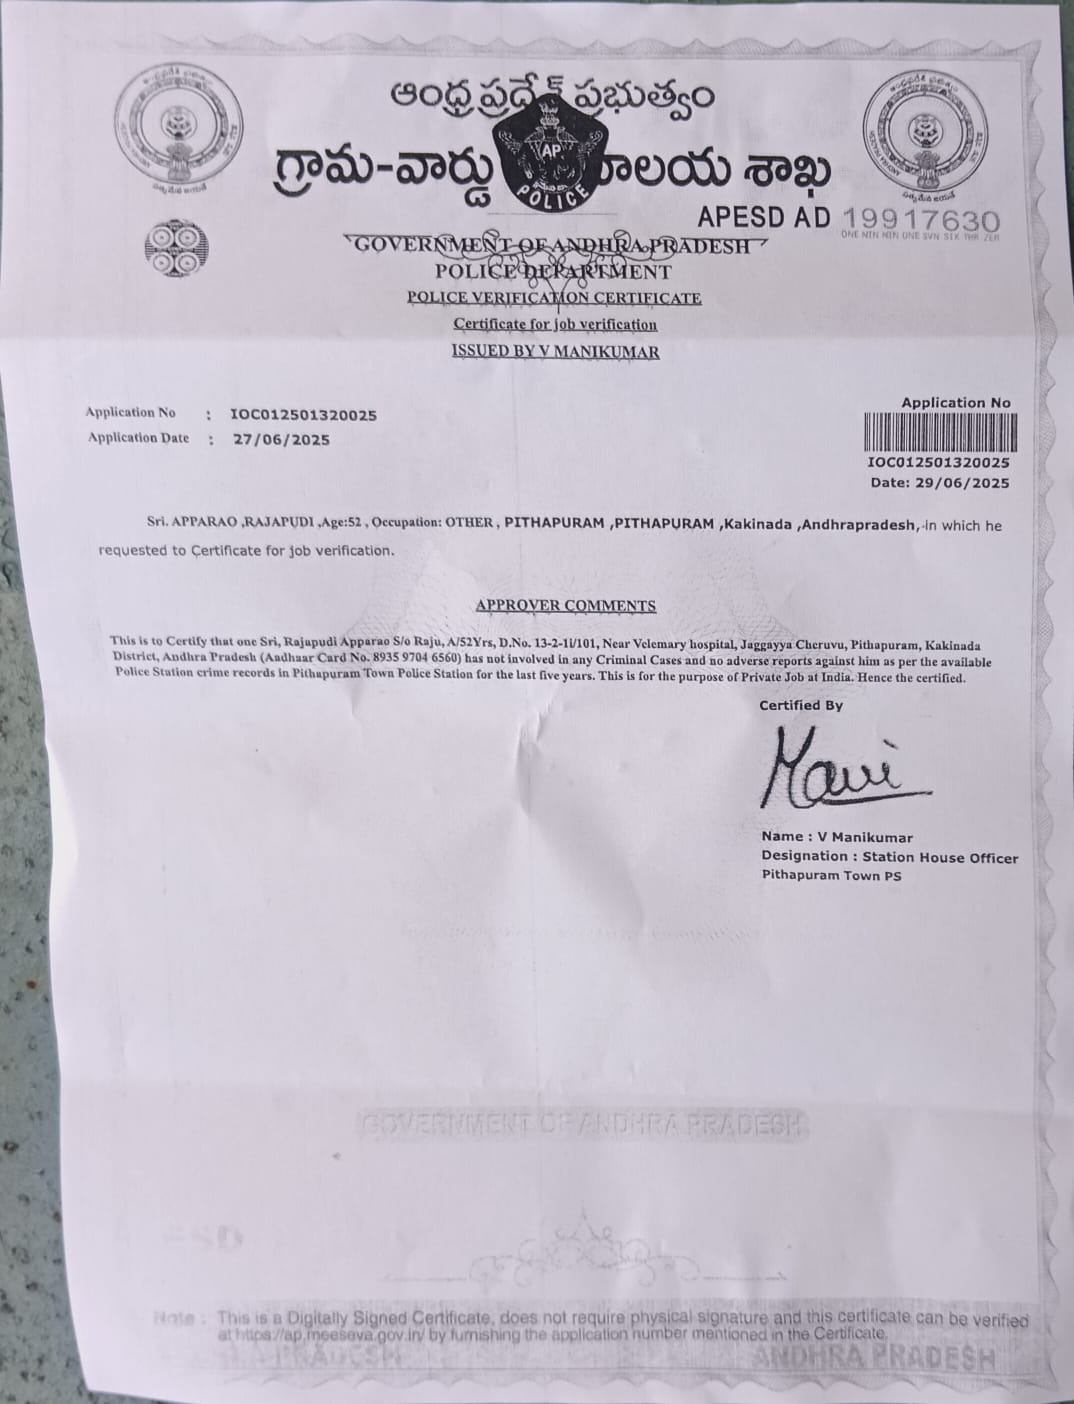 ఆంధ్ర ప్రదేశ్ ప్రభుత్వం
గ్రామ-వార్డు శాఖ
AP
POLICE
APESD AD 19917630
ONE NIN NIN ONE SVN SIX THR ZER
GOVERNMENT OF ANDHRA PRADESH
POLICE DEPARTMENT
POLICE VERIFICATION CERTIFICATE
Certificate for job verification
ISSUED BY V MANIKUMAR
Application No : IOC012501320025
Application Date : 27/06/2025
Application No
IOC012501320025
Date: 29/06/2025
Sri. APPARAO ,RAJAPUDI ,Age:52 , Occupation: OTHER , PITHAPURAM ,PITHAPURAM ,Kakinada ,Andhrapradesh, in which he
requested to Certificate for job verification.
APPROVER COMMENTS
This is to Certify that one Sri, Rajapudi Apparao S/o Raju, A/52Yrs, D.No. 13-2-1i/101, Near Velemary hospital, Jaggayya Cheruvu, Pithapuram, Kakinada
District, Andhra Pradesh (Aadhaar Card No. 8935 9704 6560) has not involved in any Criminal Cases and no adverse reports against him as per the available
Police Station crime records in Pithapuram Town Police Station for the last five years. This is for the purpose of Private Job at India. Hence the certified.
Certified By
Mani
Name : V Manikumar
Designation : Station House Officer
Pithapuram Town PS
GOVERNMENT OF ANDHRA PRADESH
Note : This is a Digitally Signed Certificate, does not require physical signature and this certificate can be verified
at https://ap.meeseva.gov.in/ by furnishing the application number mentioned in the Certificate.
ANDHRA PRADESH